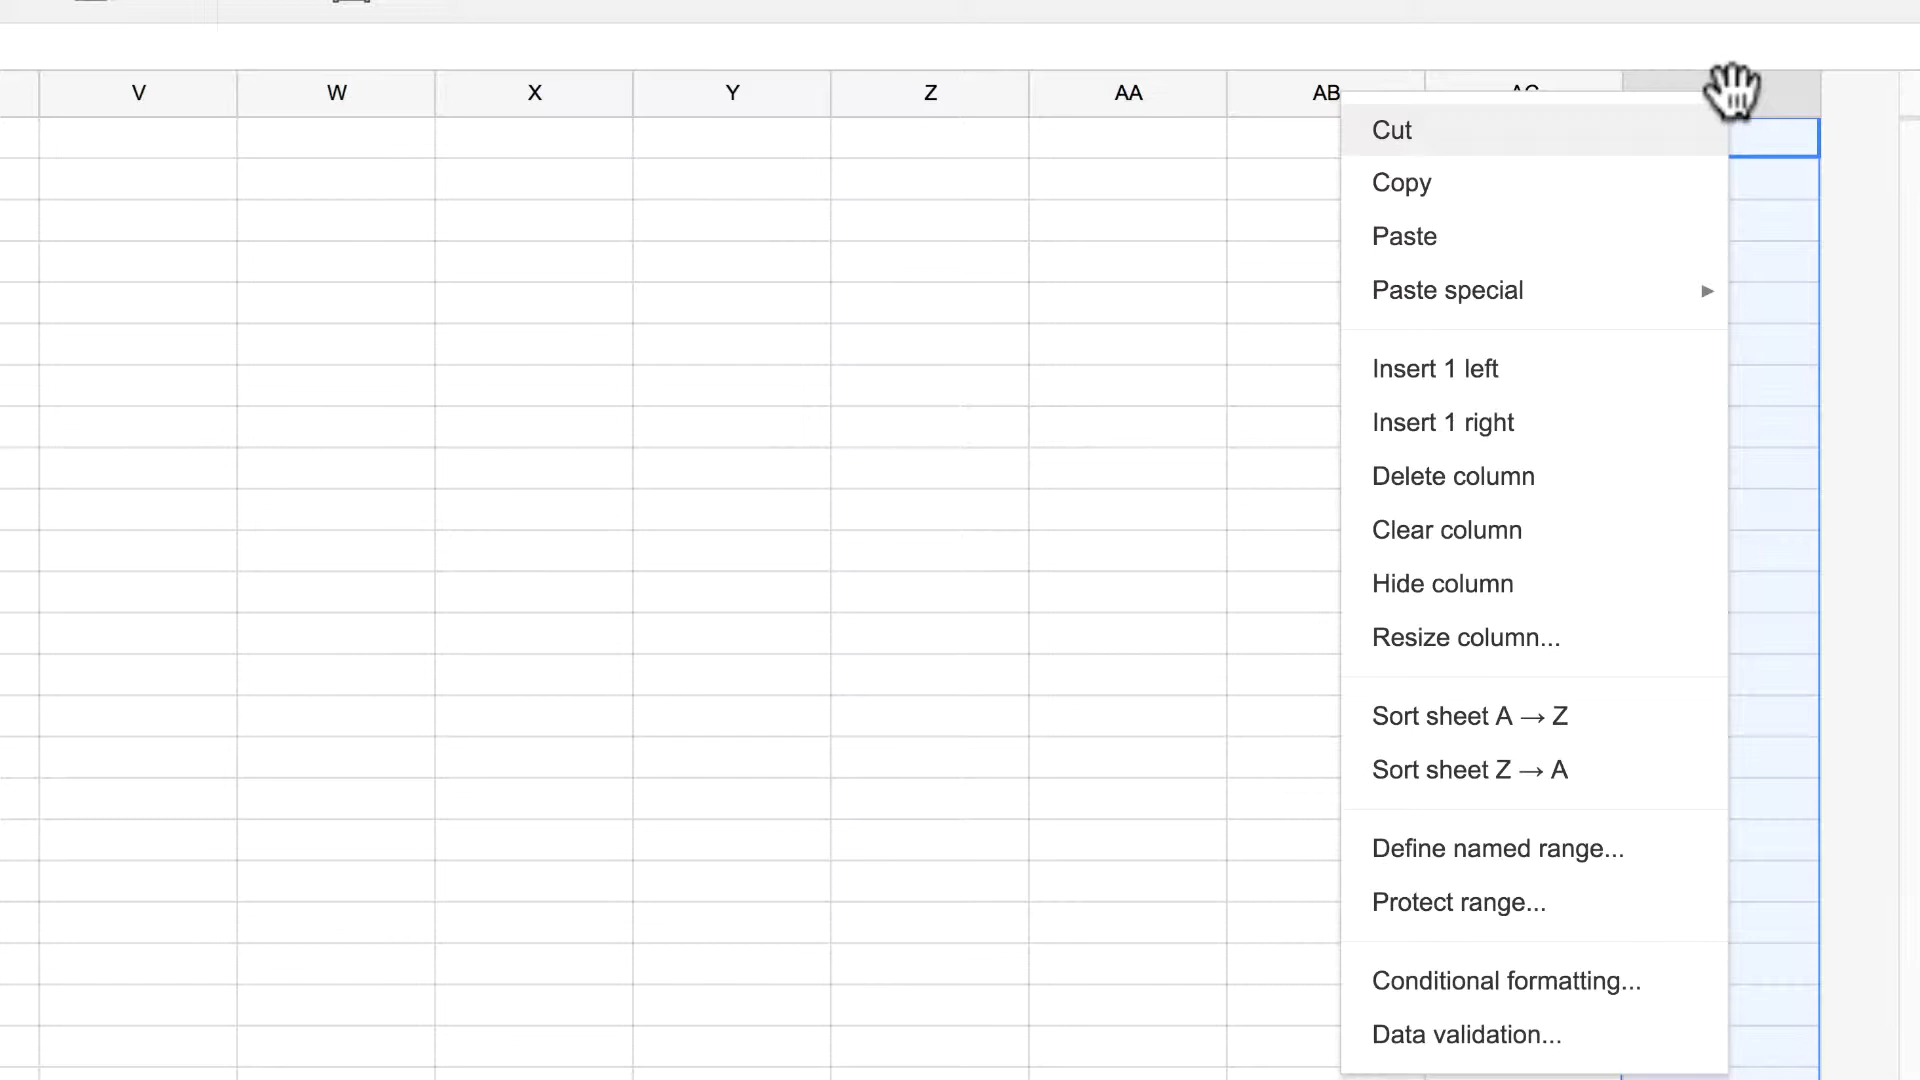 V W X Y Z AA AB
Cut
Copy
Paste
Paste special
Insert 1 left
Insert 1 right
Delete column
Clear column
Hide column
Resize column...
Sort sheet A → Z
Sort sheet Z → A
Define named range...
Protect range...
Conditional formatting...
Data validation...